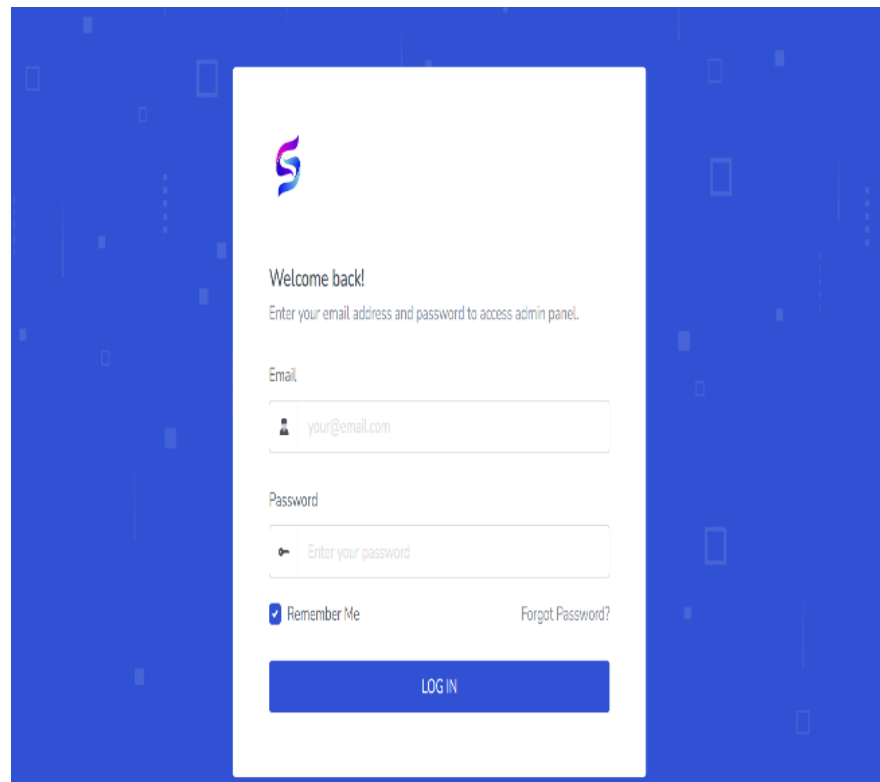 Welcome back!
Enter your email address and password to access admin panel.
Email
your@email.com
Password
Enter your password
Remember Me Forgot Password?
LOG IN